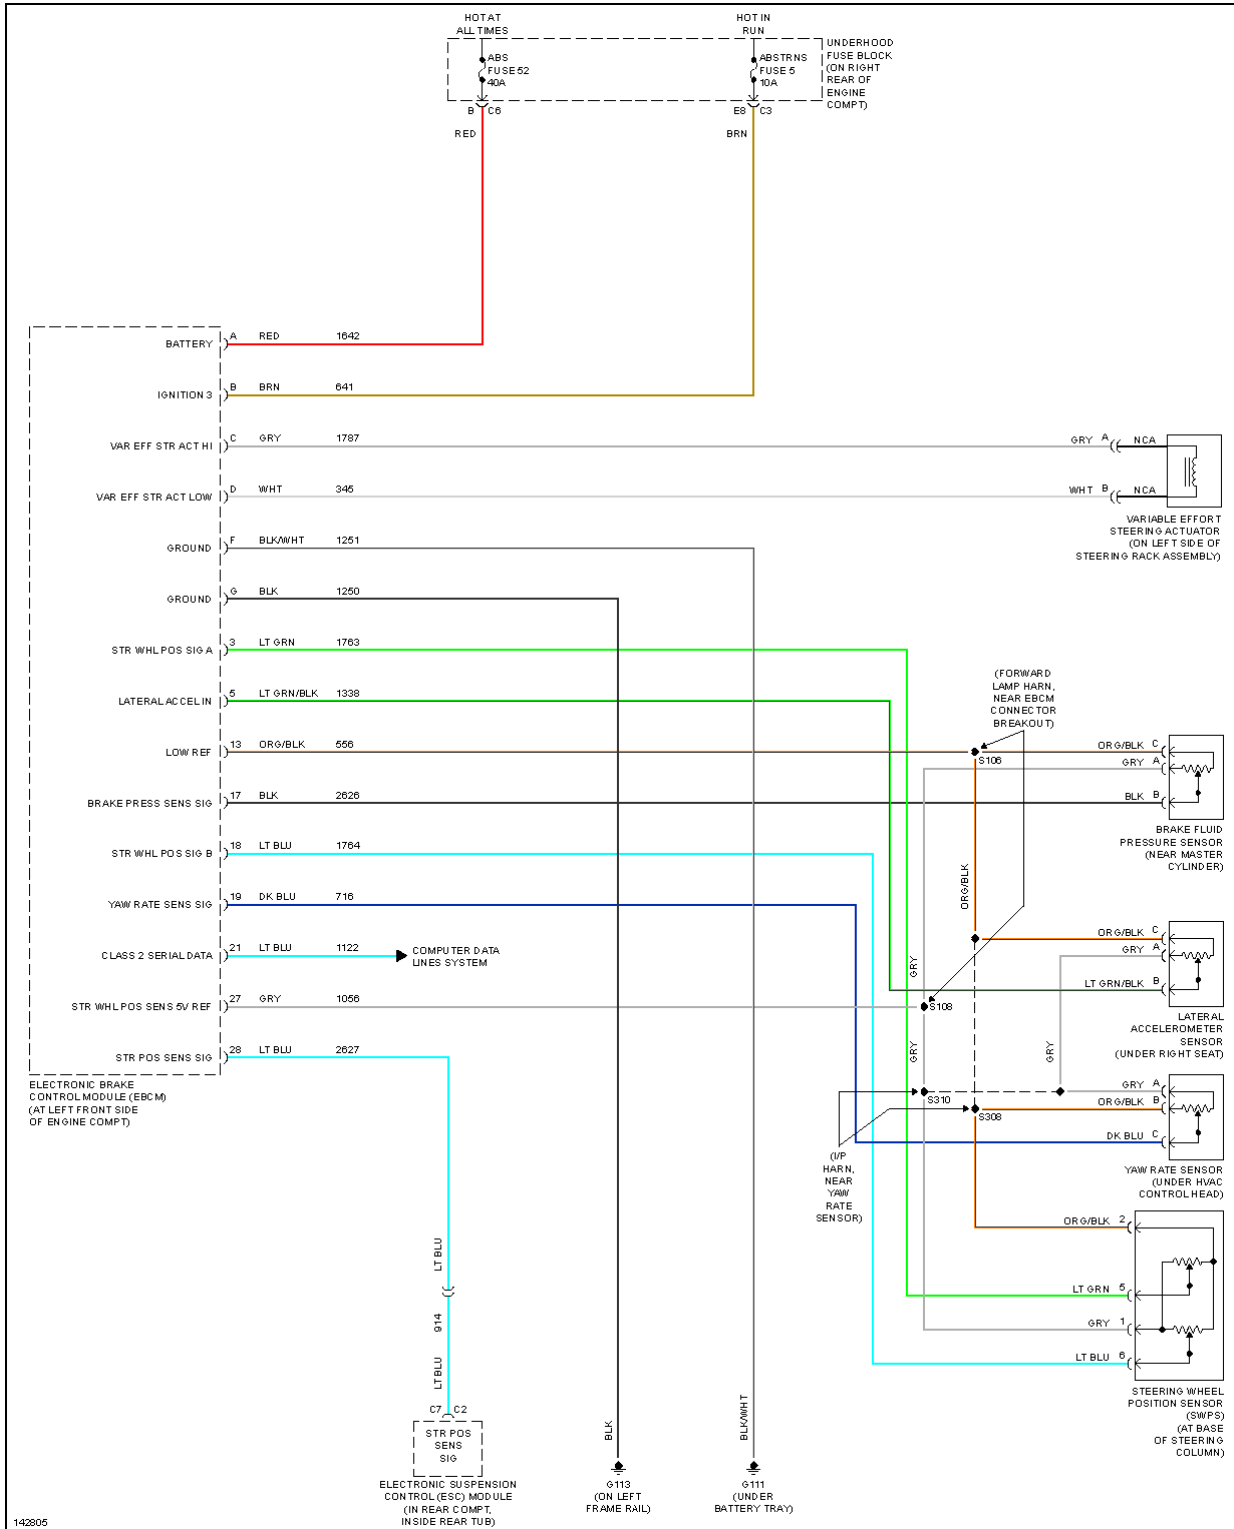 HOT AT
ALL TIMES
HOT IN
RUN
ABS
FUSE 52
40A
ABSTRNS
FUSE 5
10A
UNDERHOOD
FUSE BLOCK
(ON RIGHT
REAR OF
ENGINE
COMPT)
B C6
E8 C3
RED
BRN
BATTERY A RED 1642
IGNITION 3 B BRN 641
VAR EFF STR ACT HI C GRY 1787
GRY A NCA
VAR EFF STR ACT LOW D WHT 345
WHT B NCA
VARIABLE EFFORT
STEERING ACTUATOR
(ON LEFT SIDE OF
STEERING RACK ASSEMBLY)
GROUND F BLK/WHT 1251
GROUND G BLK 1250
STR WHL POS SIG A 3 LT GRN 1763
LATERAL ACCEL IN 5 LT GRN/BLK 1338
LOW REF 13 ORG/BLK 556
BRAKE PRESS SENS SIG 17 BLK 2626
STR WHL POS SIG B 18 LT BLU 1764
YAW RATE SENS SIG 19 DK BLU 716
CLASS 2 SERIAL DATA 21 LT BLU 1122
COMPUTER DATA
LINES SYSTEM
STR WHL POS SENS 5V REF 27 GRY 1056
STR POS SENS SIG 28 LT BLU 2627
ELECTRONIC BRAKE
CONTROL MODULE (EBCM)
(AT LEFT FRONT SIDE
OF ENGINE COMPT)
(FORWARD
LAMP HARN,
NEAR EBCM
CONNECTOR
BREAKOUT)
S106
ORG/BLK C
GRY A
BLK B
BRAKE FLUID
PRESSURE SENSOR
(NEAR MASTER
CYLINDER)
ORG/BLK
GRY
ORG/BLK C
GRY A
LT GRN/BLK B
S108
LATERAL
ACCELEROMETER
SENSOR
(UNDER RIGHT SEAT)
GRY
GRY
S310
S308
GRY A
ORG/BLK B
DK BLU C
YAW RATE SENSOR
(UNDER HVAC
CONTROL HEAD)
(I/P
HARN,
NEAR
YAW
RATE
SENSOR)
ORG/BLK 2
LT GRN 5
GRY 1
LT BLU 6
STEERING WHEEL
POSITION SENSOR
(SWPS)
(AT BASE
OF STEERING
COLUMN)
LT BLU
914
LT BLU
C7 C2
STR POS
SENS
SIG
ELECTRONIC SUSPENSION
CONTROL (ESC) MODULE
(IN REAR COMPT,
INSIDE REAR TUB)
BLK
G113
(ON LEFT
FRAME RAIL)
BLK/WHT
G111
(UNDER
BATTERY TRAY)
142805